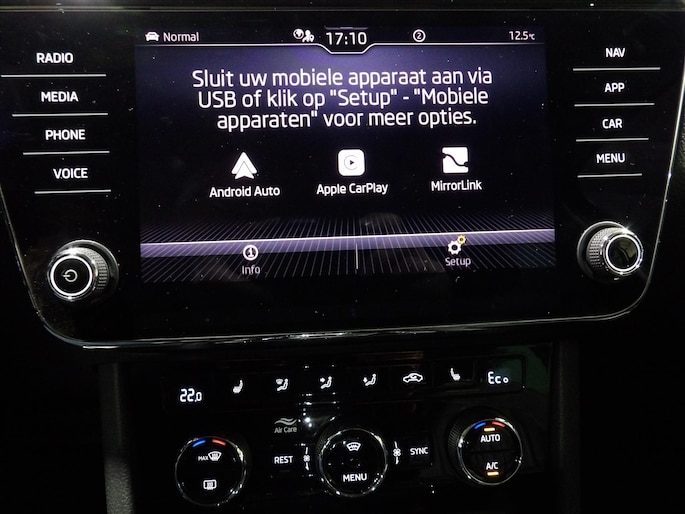 Normal 17:10 2 12.5°C
RADIO
MEDIA
PHONE
VOICE
Sluit uw mobiele apparaat aan via
USB of klik op "Setup" - "Mobiele
apparaten" voor meer opties.
Android Auto Apple CarPlay MirrorLink
Info Setup
NAV
APP
CAR
MENU
22.0 Eco
Air Care
MAX REST MENU SYNC AUTO
A/C